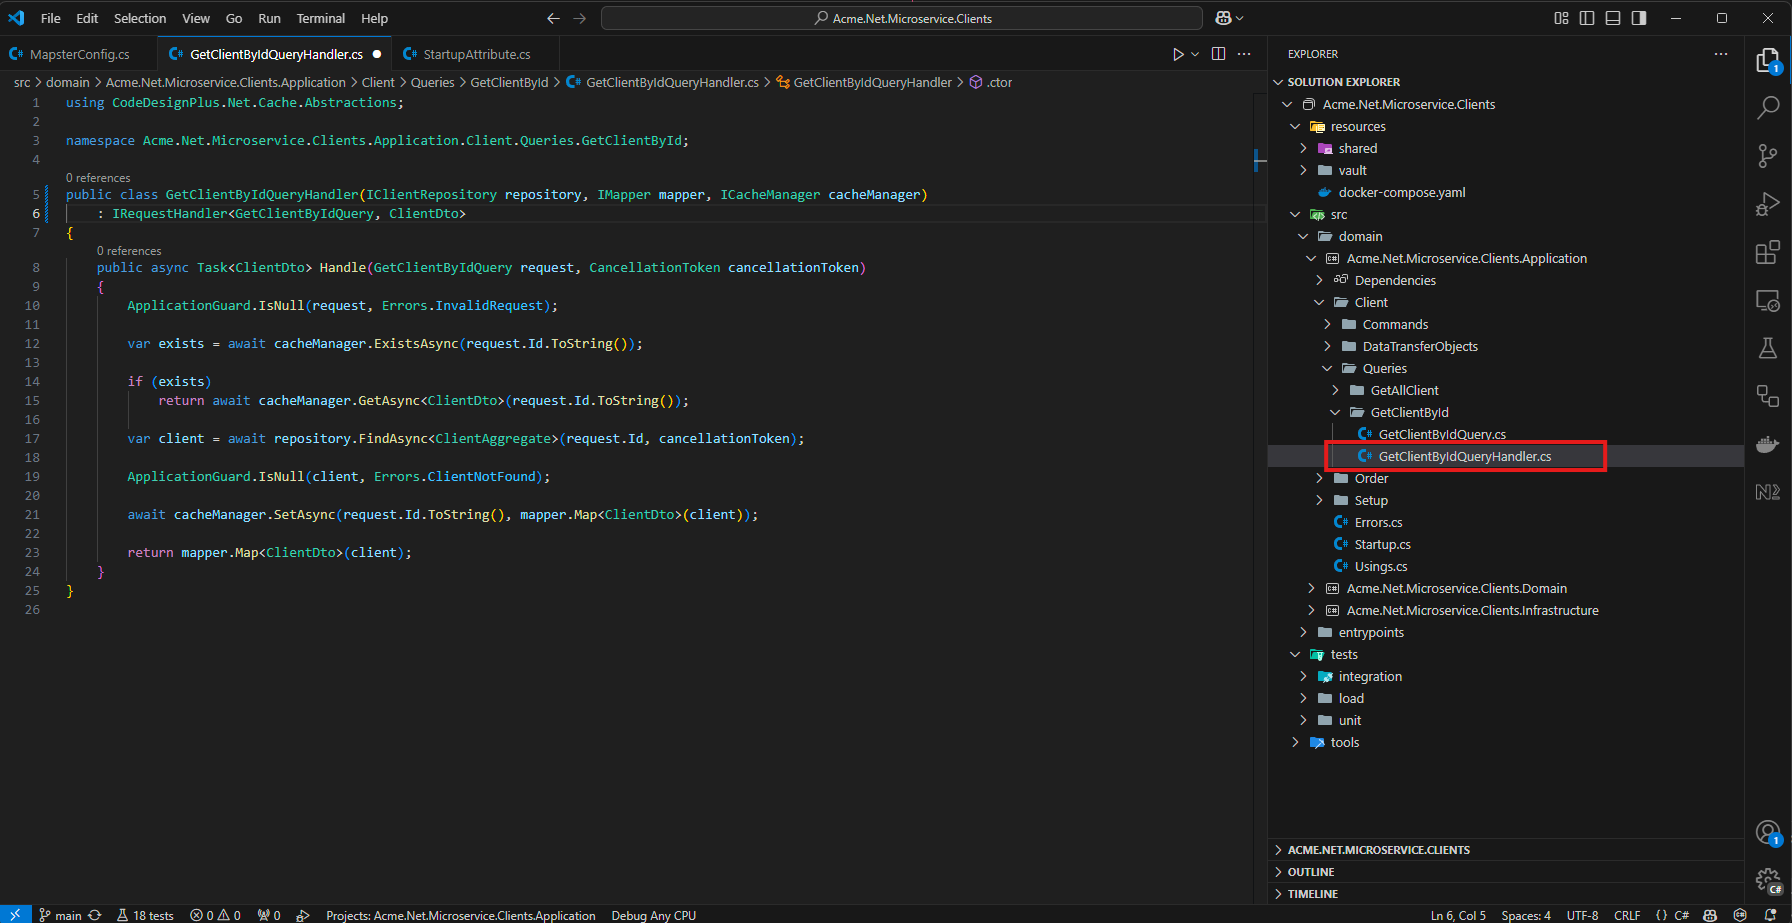 File Edit Selection View Go Run Terminal Help
Acme.Net.Microservice.Clients
MapsterConfig.cs GetClientByIdQueryHandler.cs StartupAttribute.cs
src > domain > Acme.Net.Microservice.Clients.Application > Client > Queries > GetClientById > GetClientByIdQueryHandler.cs > GetClientByIdQueryHandler > .ctor
1 using CodeDesignPlus.Net.Cache.Abstractions;
2
3 namespace Acme.Net.Microservice.Clients.Application.Client.Queries.GetClientById;
4
0 references
5 public class GetClientByIdQueryHandler(IClientRepository repository, IMapper mapper, ICacheManager cacheManager)
6 : IRequestHandler<GetClientByIdQuery, ClientDto>
7 {
0 references
8 public async Task<ClientDto> Handle(GetClientByIdQuery request, CancellationToken cancellationToken)
9 {
10 ApplicationGuard.IsNull(request, Errors.InvalidRequest);
11
12 var exists = await cacheManager.ExistsAsync(request.Id.ToString());
13
14 if (exists)
15 return await cacheManager.GetAsync<ClientDto>(request.Id.ToString());
16
17 var client = await repository.FindAsync<ClientAggregate>(request.Id, cancellationToken);
18
19 ApplicationGuard.IsNull(client, Errors.ClientNotFound);
20
21 await cacheManager.SetAsync(request.Id.ToString(), mapper.Map<ClientDto>(client));
22
23 return mapper.Map<ClientDto>(client);
24 }
25 }
26
EXPLORER
SOLUTION EXPLORER
Acme.Net.Microservice.Clients
resources
shared
vault
docker-compose.yaml
src
domain
Acme.Net.Microservice.Clients.Application
Dependencies
Client
Commands
DataTransferObjects
Queries
GetAllClient
GetClientById
GetClientByIdQuery.cs
GetClientByIdQueryHandler.cs
Order
Setup
Errors.cs
Startup.cs
Usings.cs
Acme.Net.Microservice.Clients.Domain
Acme.Net.Microservice.Clients.Infrastructure
entrypoints
tests
integration
load
unit
tools
ACME.NET.MICROSERVICE.CLIENTS
OUTLINE
TIMELINE
1
1
C#
main 18 tests 0 0 0 Projects: Acme.Net.Microservice.Clients.Application Debug Any CPU Ln 6, Col 5 Spaces: 4 UTF-8 CRLF {} C#